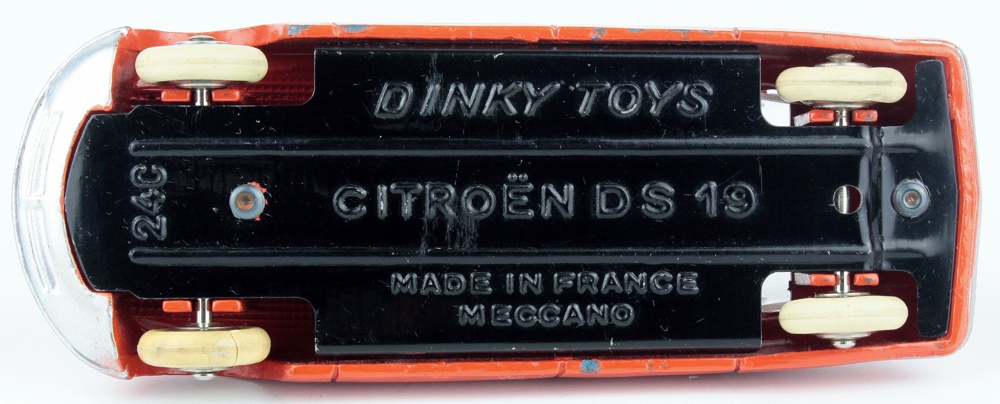 DINKY TOYS
24C
CITROËN DS 19
MADE IN FRANCE
MECCANO